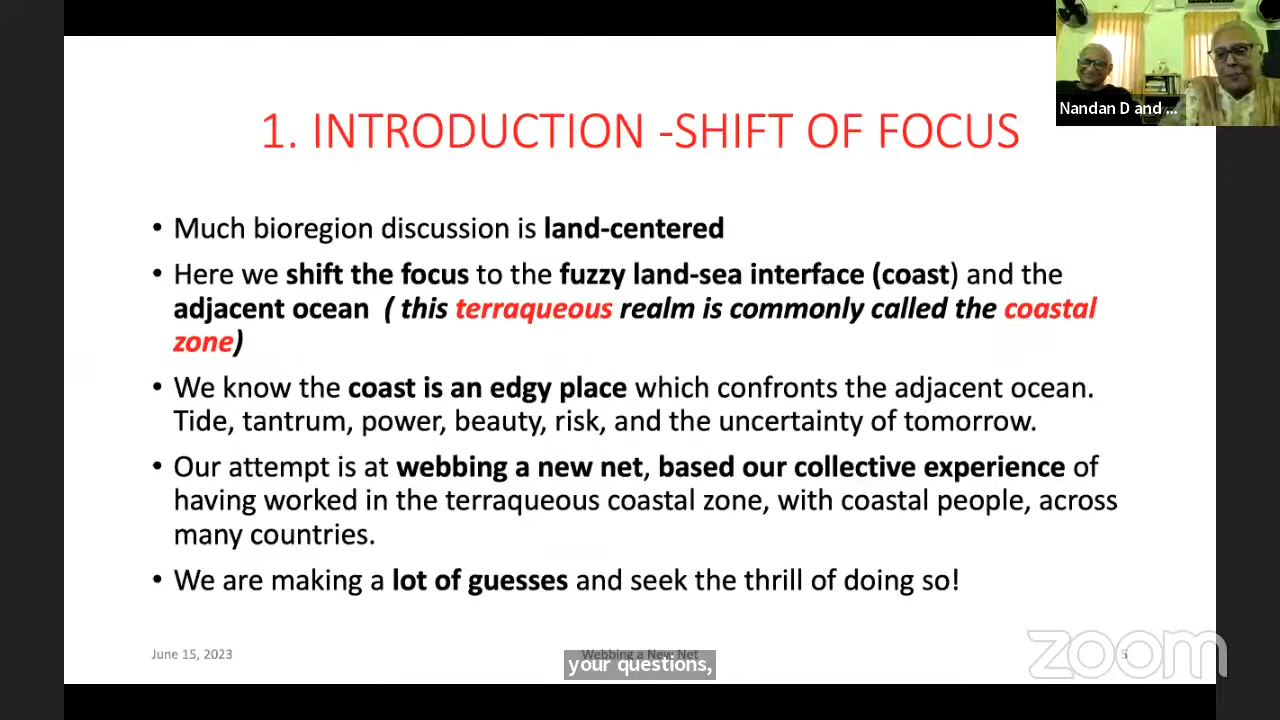 Nandan D and ...
1. INTRODUCTION -SHIFT OF FOCUS
• Much bioregion discussion is land-centered
• Here we shift the focus to the fuzzy land-sea interface (coast) and the
adjacent ocean ( this terraqueous realm is commonly called the coastal
zone)
• We know the coast is an edgy place which confronts the adjacent ocean.
Tide, tantrum, power, beauty, risk, and the uncertainty of tomorrow.
• Our attempt is at webbing a new net, based our collective experience of
having worked in the terraqueous coastal zone, with coastal people, across
many countries.
• We are making a lot of guesses and seek the thrill of doing so!
June 15, 2023
Webbing a New Net
5
your questions,
zoom